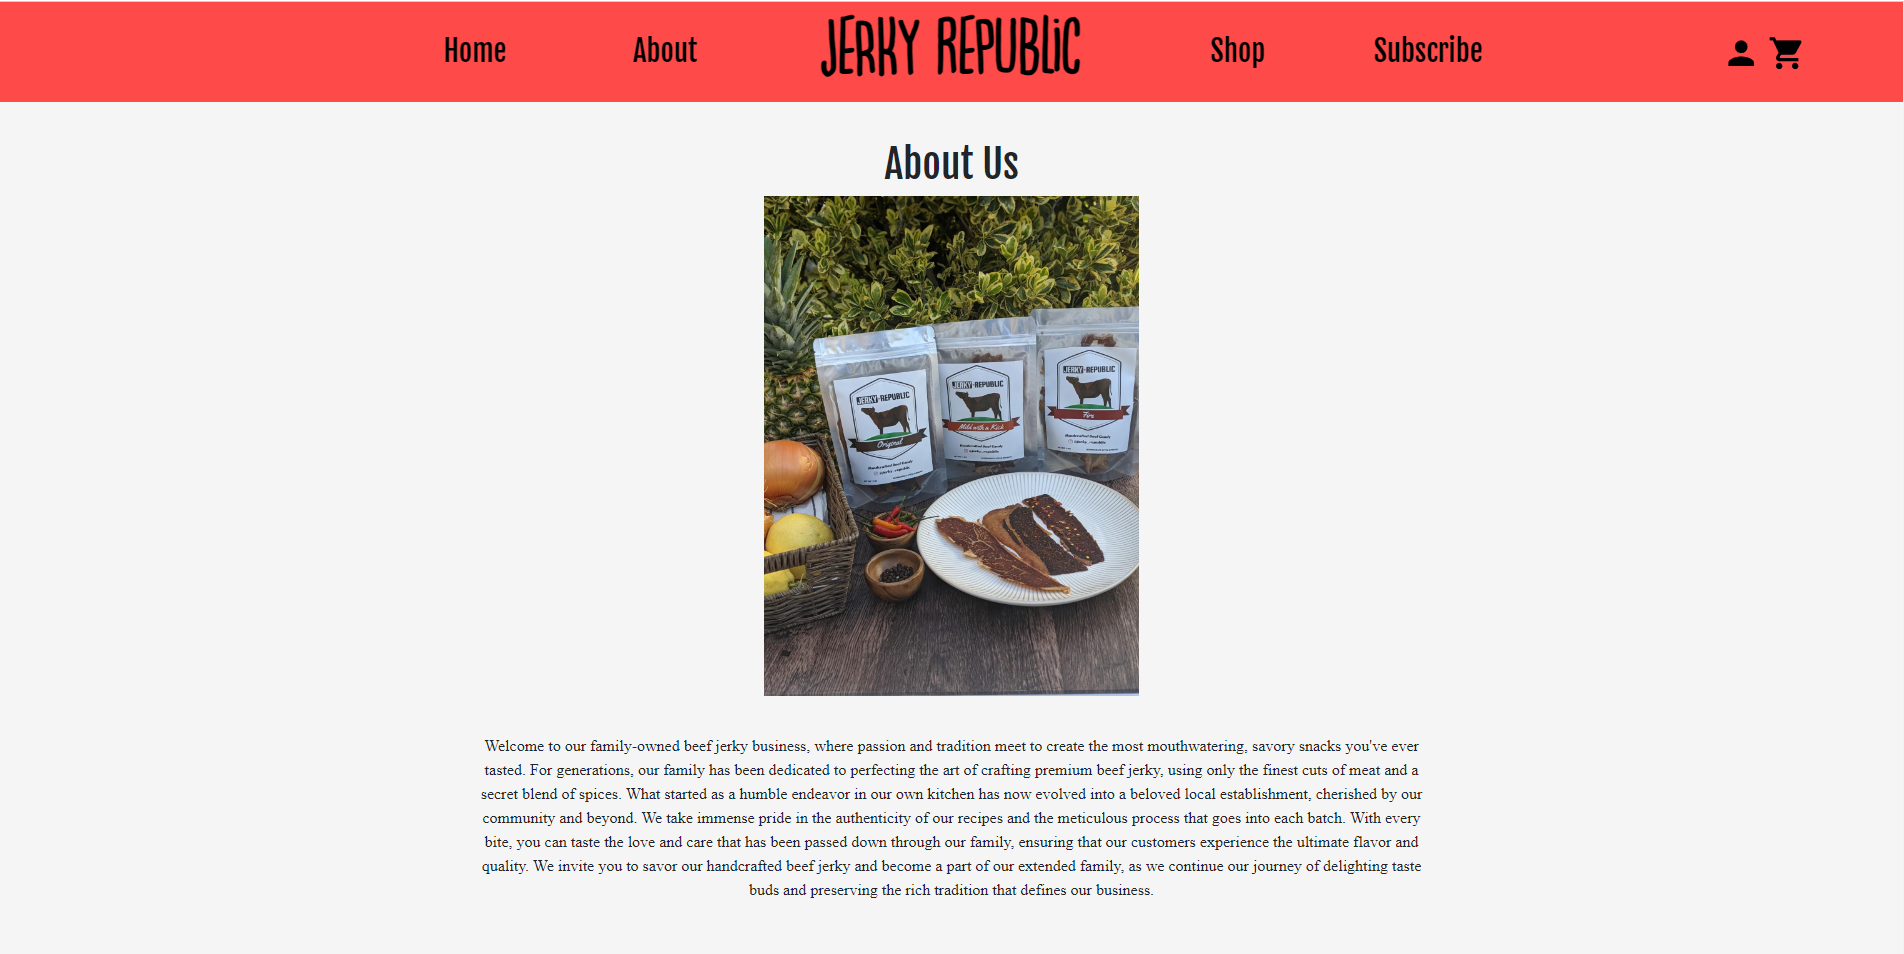 Home About JERKY REPUBLIC Shop Subscribe
About Us
JERKY REPUBLIC
Original
Handcrafted Beef Candy
JERKY REPUBLIC
Mild with a Kick
Handcrafted Beef Candy
JERKY REPUBLIC
Fire
Handcrafted Beef Candy
Welcome to our family-owned beef jerky business, where passion and tradition meet to create the most mouthwatering, savory snacks you've ever
tasted. For generations, our family has been dedicated to perfecting the art of crafting premium beef jerky, using only the finest cuts of meat and a
secret blend of spices. What started as a humble endeavor in our own kitchen has now evolved into a beloved local establishment, cherished by our
community and beyond. We take immense pride in the authenticity of our recipes and the meticulous process that goes into each batch. With every
bite, you can taste the love and care that has been passed down through our family, ensuring that our customers experience the ultimate flavor and
quality. We invite you to savor our handcrafted beef jerky and become a part of our extended family, as we continue our journey of delighting taste
buds and preserving the rich tradition that defines our business.